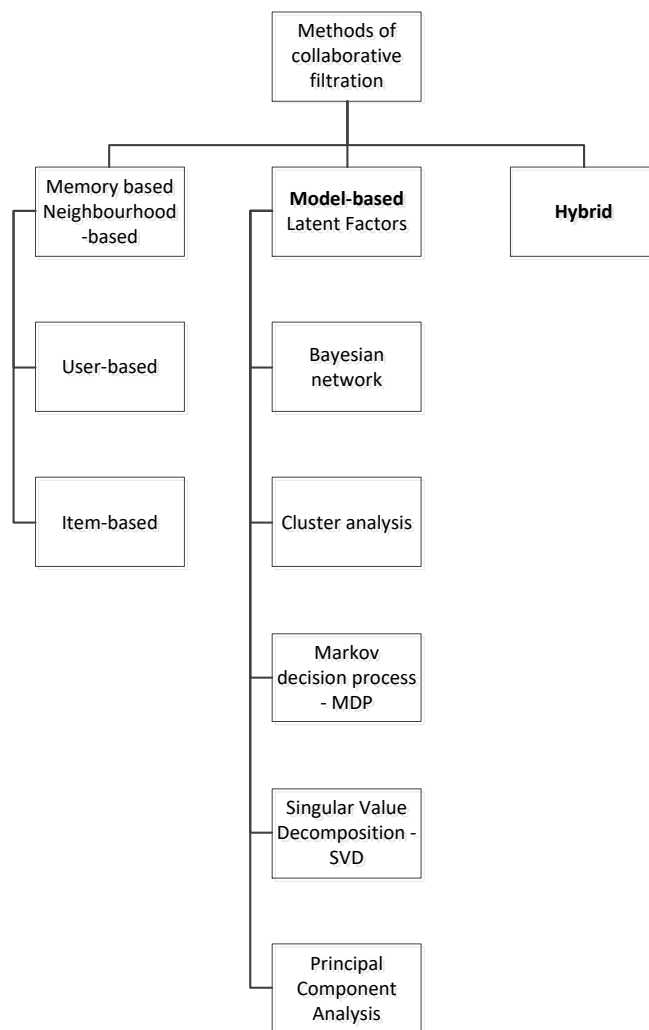 Methods of
collaborative
filtration
Memory based
Neighbourhood
-based
Model-based
Latent Factors
Hybrid
User-based
Bayesian
network
Item-based
Cluster analysis
Markov
decision process
- MDP
Singular Value
Decomposition -
SVD
Principal
Component
Analysis